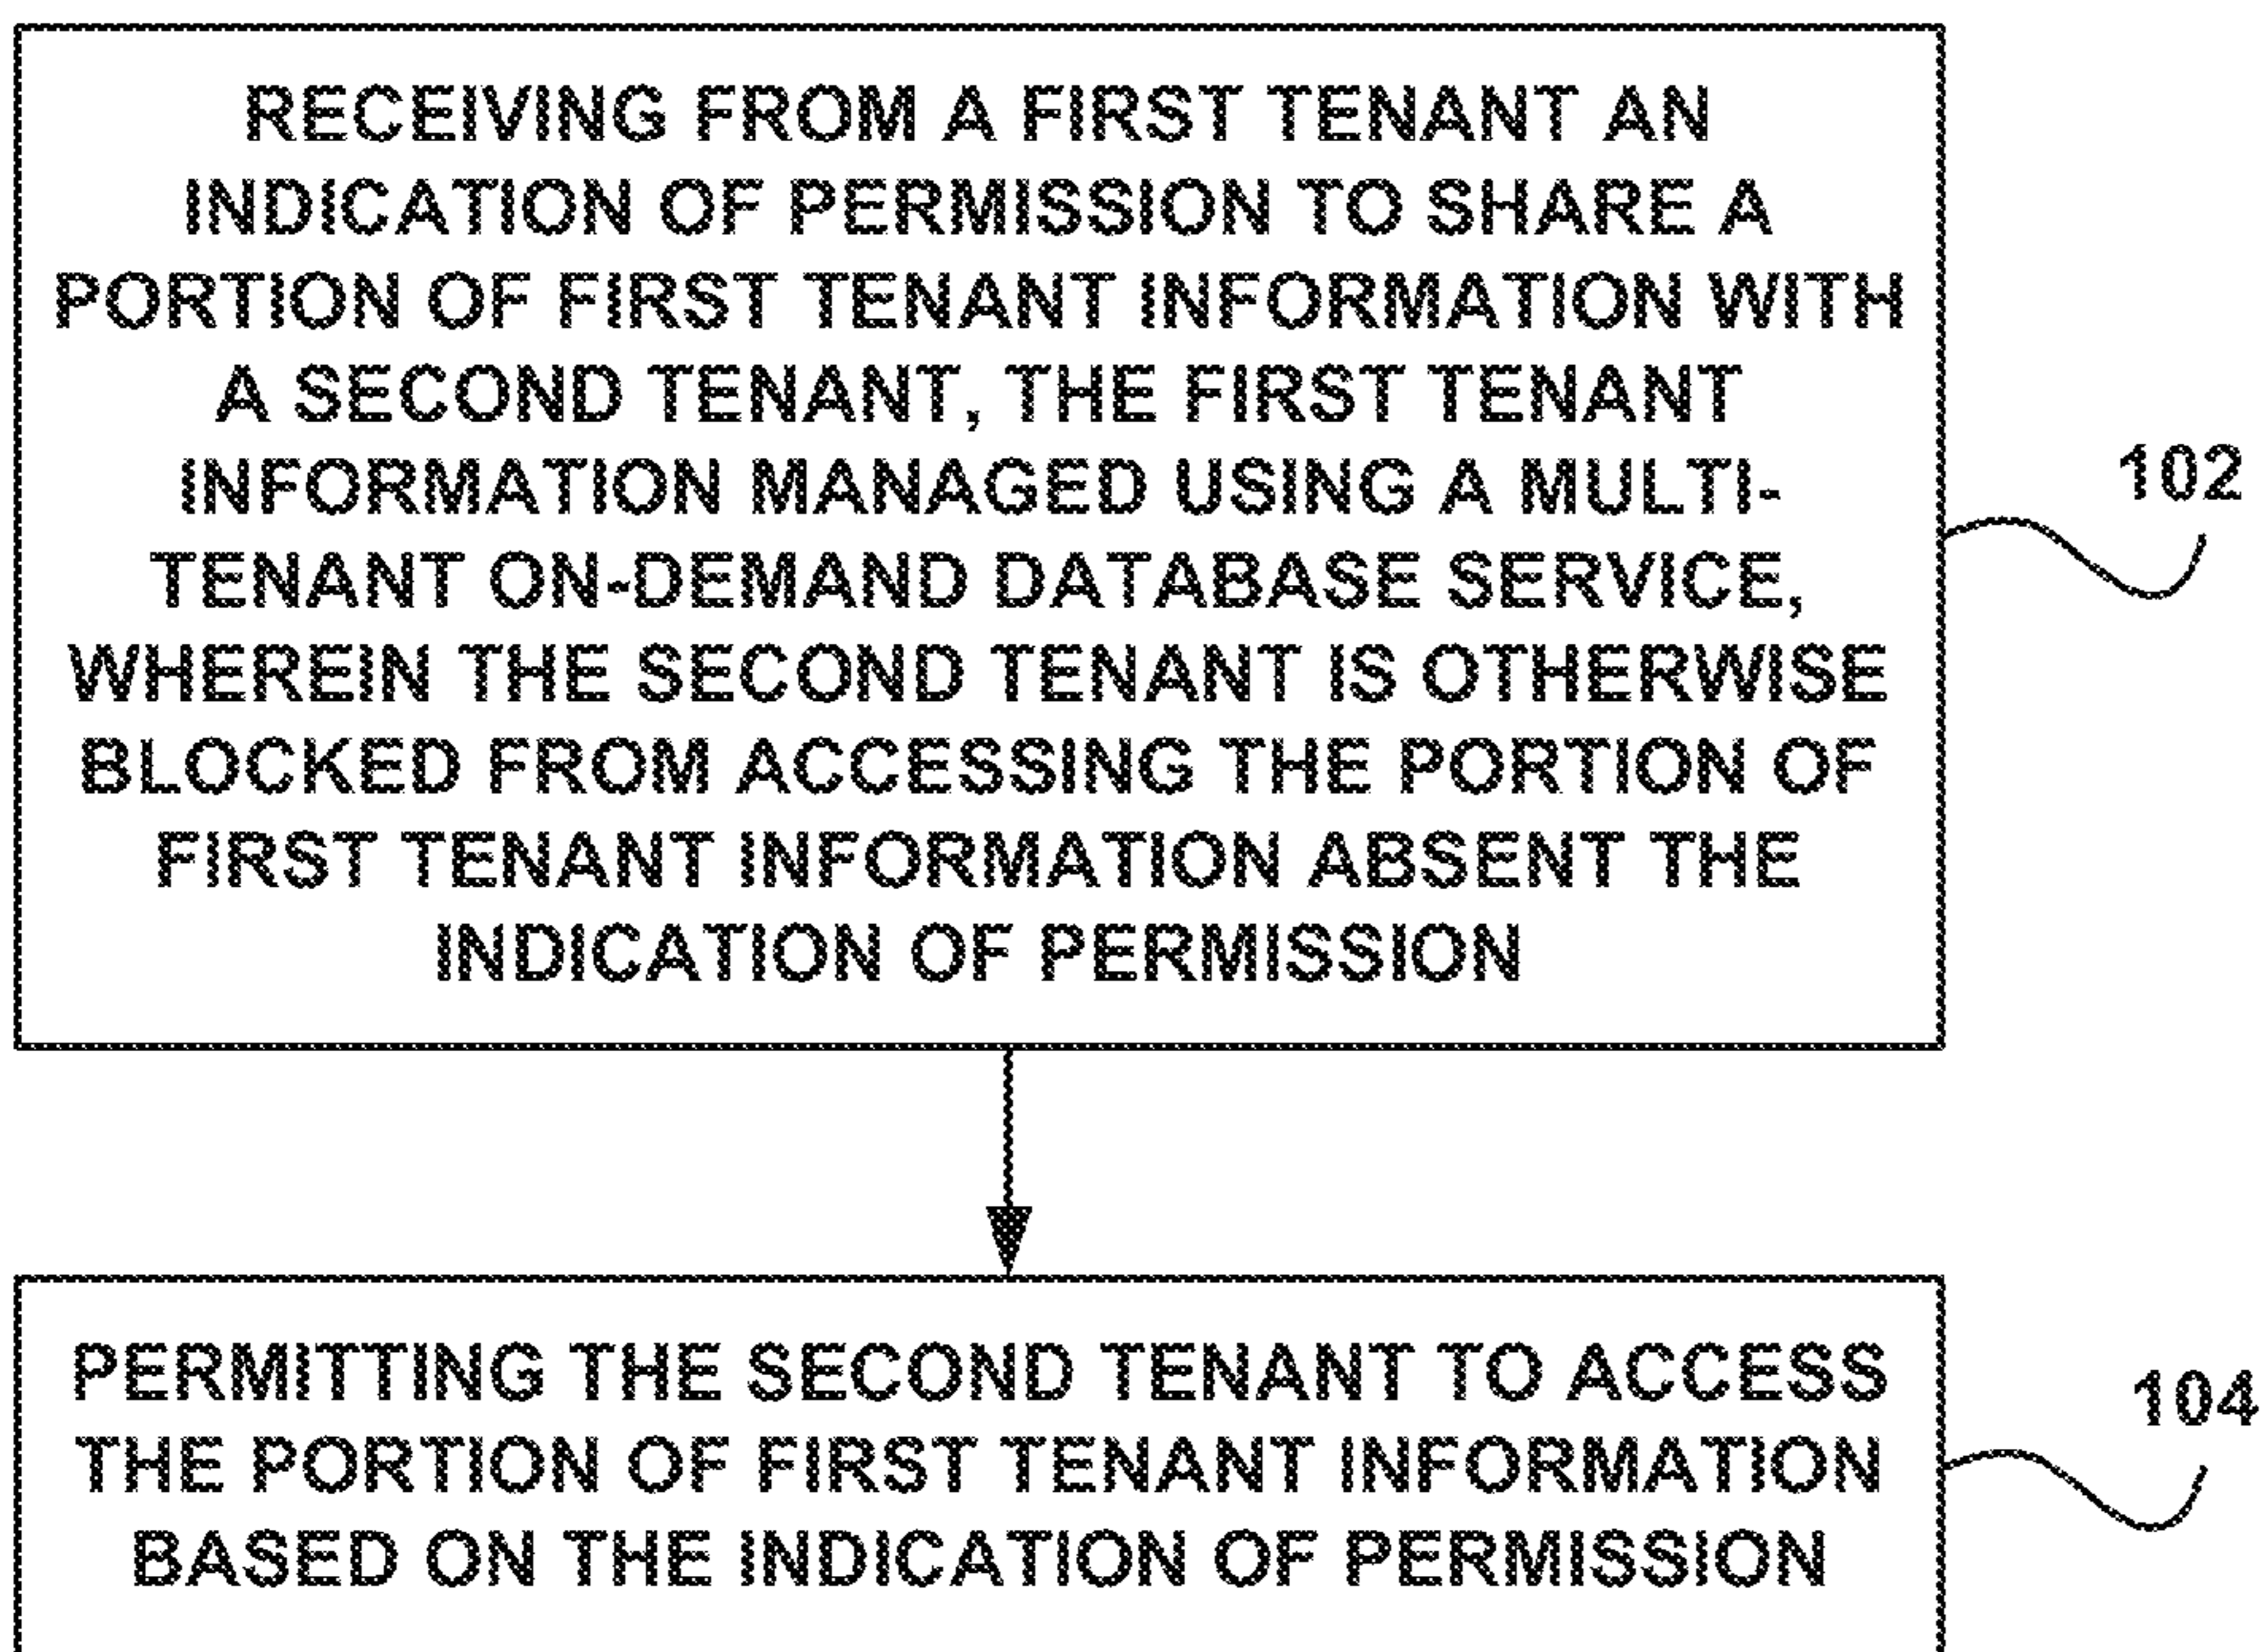 RECEIVING FROM A FIRST TENANT AN
INDICATION OF PERMISSION TO SHARE A
PORTION OF FIRST TENANT INFORMATION WITH
A SECOND TENANT, THE FIRST TENANT
INFORMATION MANAGED USING A MULTI-
TENANT ON-DEMAND DATABASE SERVICE,
WHEREIN THE SECOND TENANT IS OTHERWISE
BLOCKED FROM ACCESSING THE PORTION OF
FIRST TENANT INFORMATION ABSENT THE
INDICATION OF PERMISSION
102
PERMITTING THE SECOND TENANT TO ACCESS
THE PORTION OF FIRST TENANT INFORMATION
BASED ON THE INDICATION OF PERMISSION
104